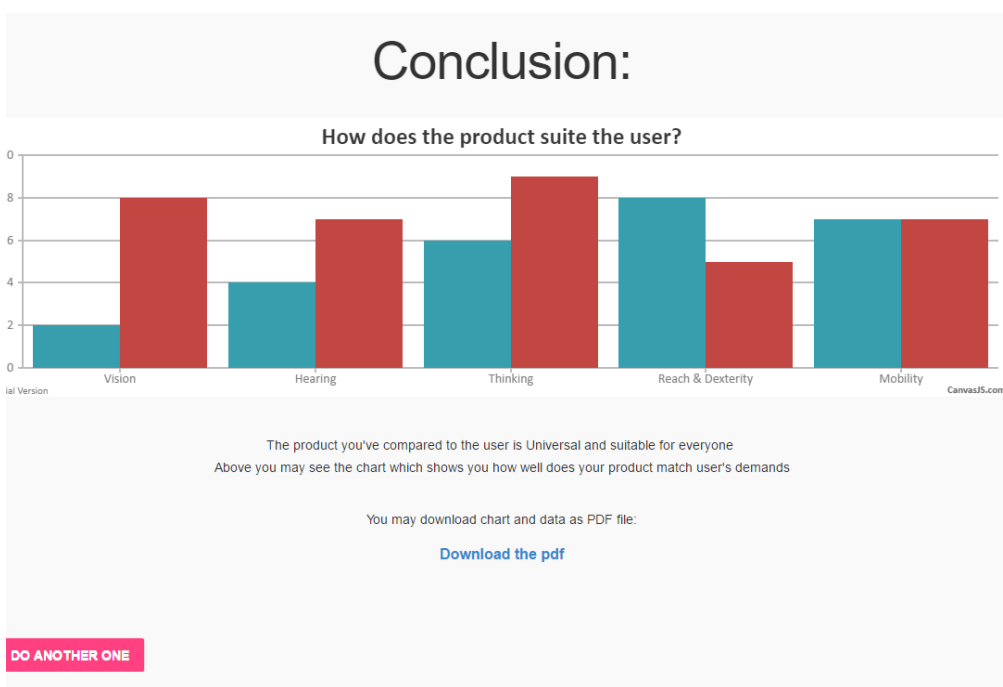 Conclusion:
How does the product suite the user?
0
8
6
4
2
0
Vision Hearing Thinking Reach & Dexterity Mobility
ial Version CanvasJS.com
The product you've compared to the user is Universal and suitable for everyone
Above you may see the chart which shows you how well does your product match user's demands
You may download chart and data as PDF file:
Download the pdf
DO ANOTHER ONE